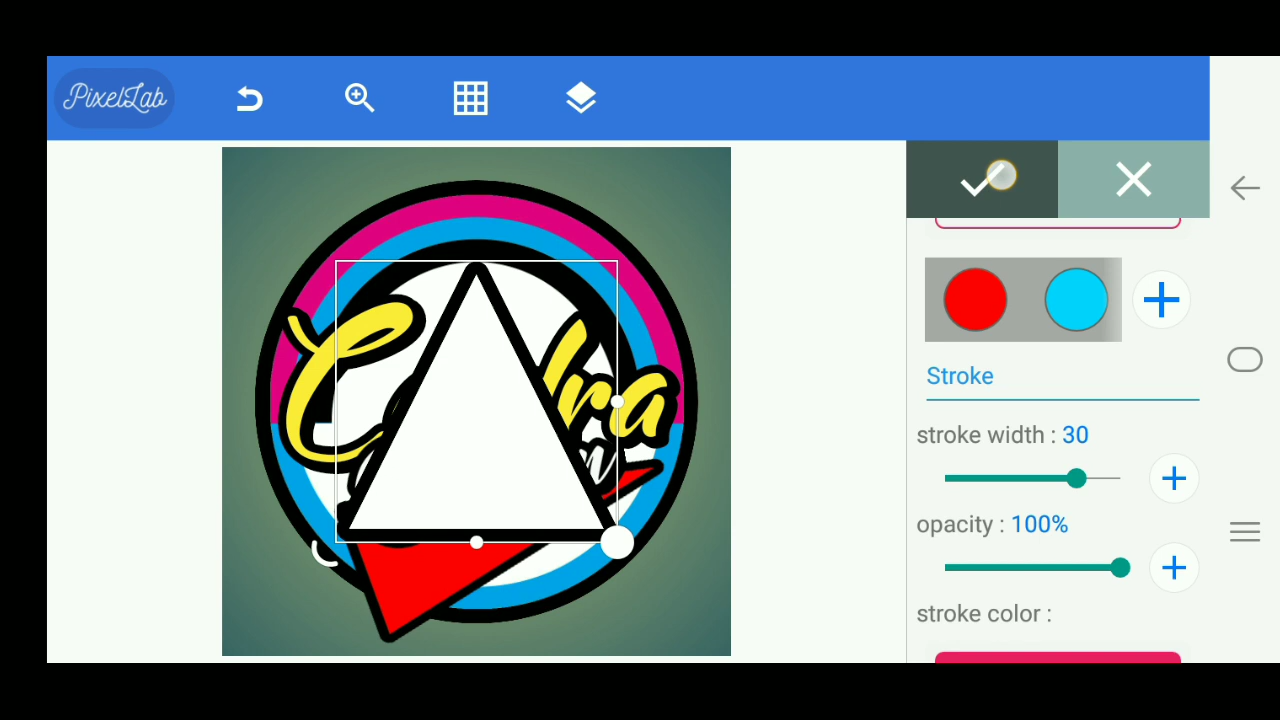 PixelLab
Stroke
stroke width : 30
opacity : 100%
stroke color :